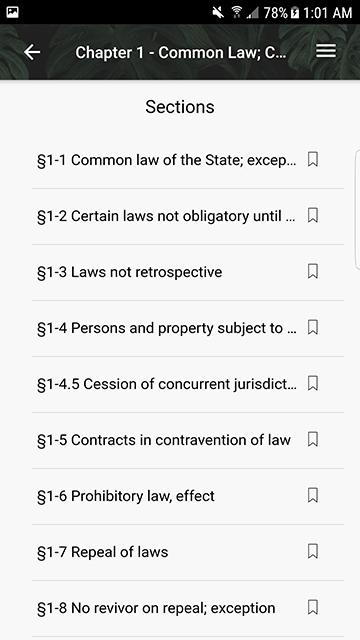 78% 1:01 AM
Chapter 1 - Common Law; C...
Sections
§1-1 Common law of the State; excep...
§1-2 Certain laws not obligatory until ...
§1-3 Laws not retrospective
§1-4 Persons and property subject to ...
§1-4.5 Cession of concurrent jurisdict...
§1-5 Contracts in contravention of law
§1-6 Prohibitory law, effect
§1-7 Repeal of laws
§1-8 No revivor on repeal; exception